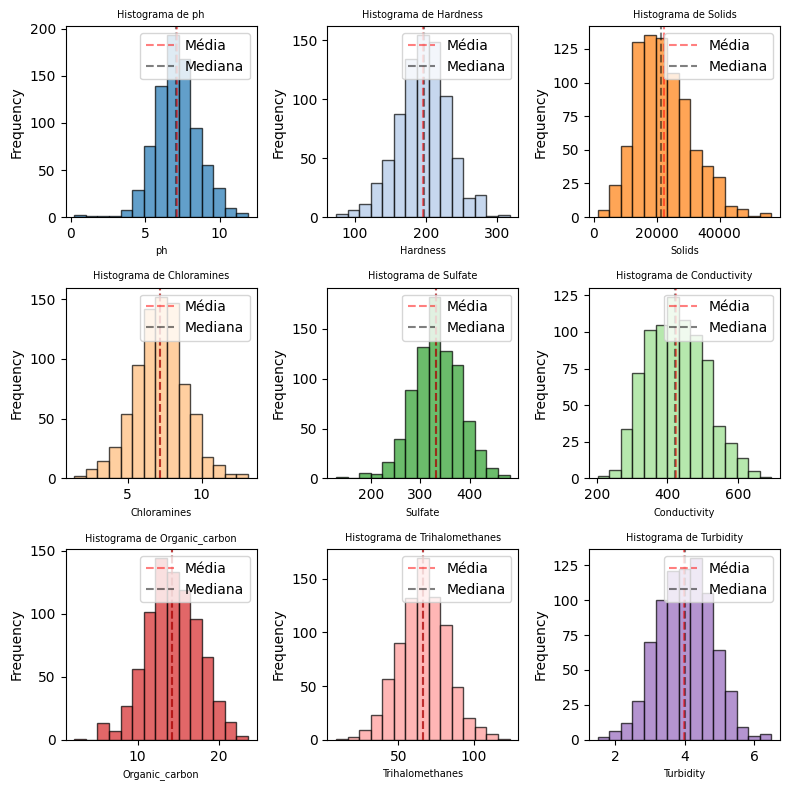 Histograma de ph
Frequency
200
150
100
50
0
0 5 10
ph
Média
Mediana
Histograma de Hardness
Frequency
150
100
50
0
100 200 300
Hardness
Média
Mediana
Histograma de Solids
Frequency
125
100
75
50
25
0
0 20000 40000
Solids
Média
Mediana
Histograma de Chloramines
Frequency
150
100
50
0
5 10
Chloramines
Média
Mediana
Histograma de Sulfate
Frequency
150
100
50
0
200 300 400
Sulfate
Média
Mediana
Histograma de Conductivity
Frequency
125
100
75
50
25
0
200 400 600
Conductivity
Média
Mediana
Histograma de Organic_carbon
Frequency
150
100
50
0
10 20
Organic_carbon
Média
Mediana
Histograma de Trihalomethanes
Frequency
150
100
50
0
50 100
Trihalomethanes
Média
Mediana
Histograma de Turbidity
Frequency
125
100
75
50
25
0
2 4 6
Turbidity
Média
Mediana